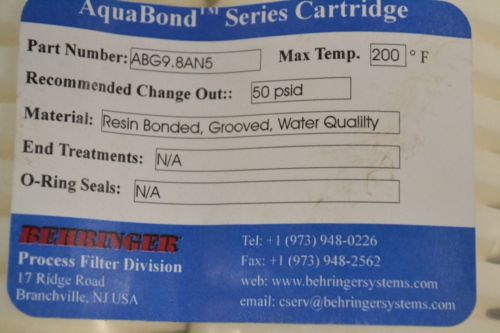 AquaBond™ Series Cartridge
Part Number: ABG9.8AN5 Max Temp. 200 ° F
Recommended Change Out:: 50 psid
Material: Resin Bonded, Grooved, Water Qualilty
End Treatments: N/A
O-Ring Seals: N/A
BEHRINGER
Process Filter Division
17 Ridge Road
Branchville, NJ USA
Tel: +1 (973) 948-0226
Fax: +1 (973) 948-2562
web: www.behringersystems.com
email: cserv@behringersystems.com